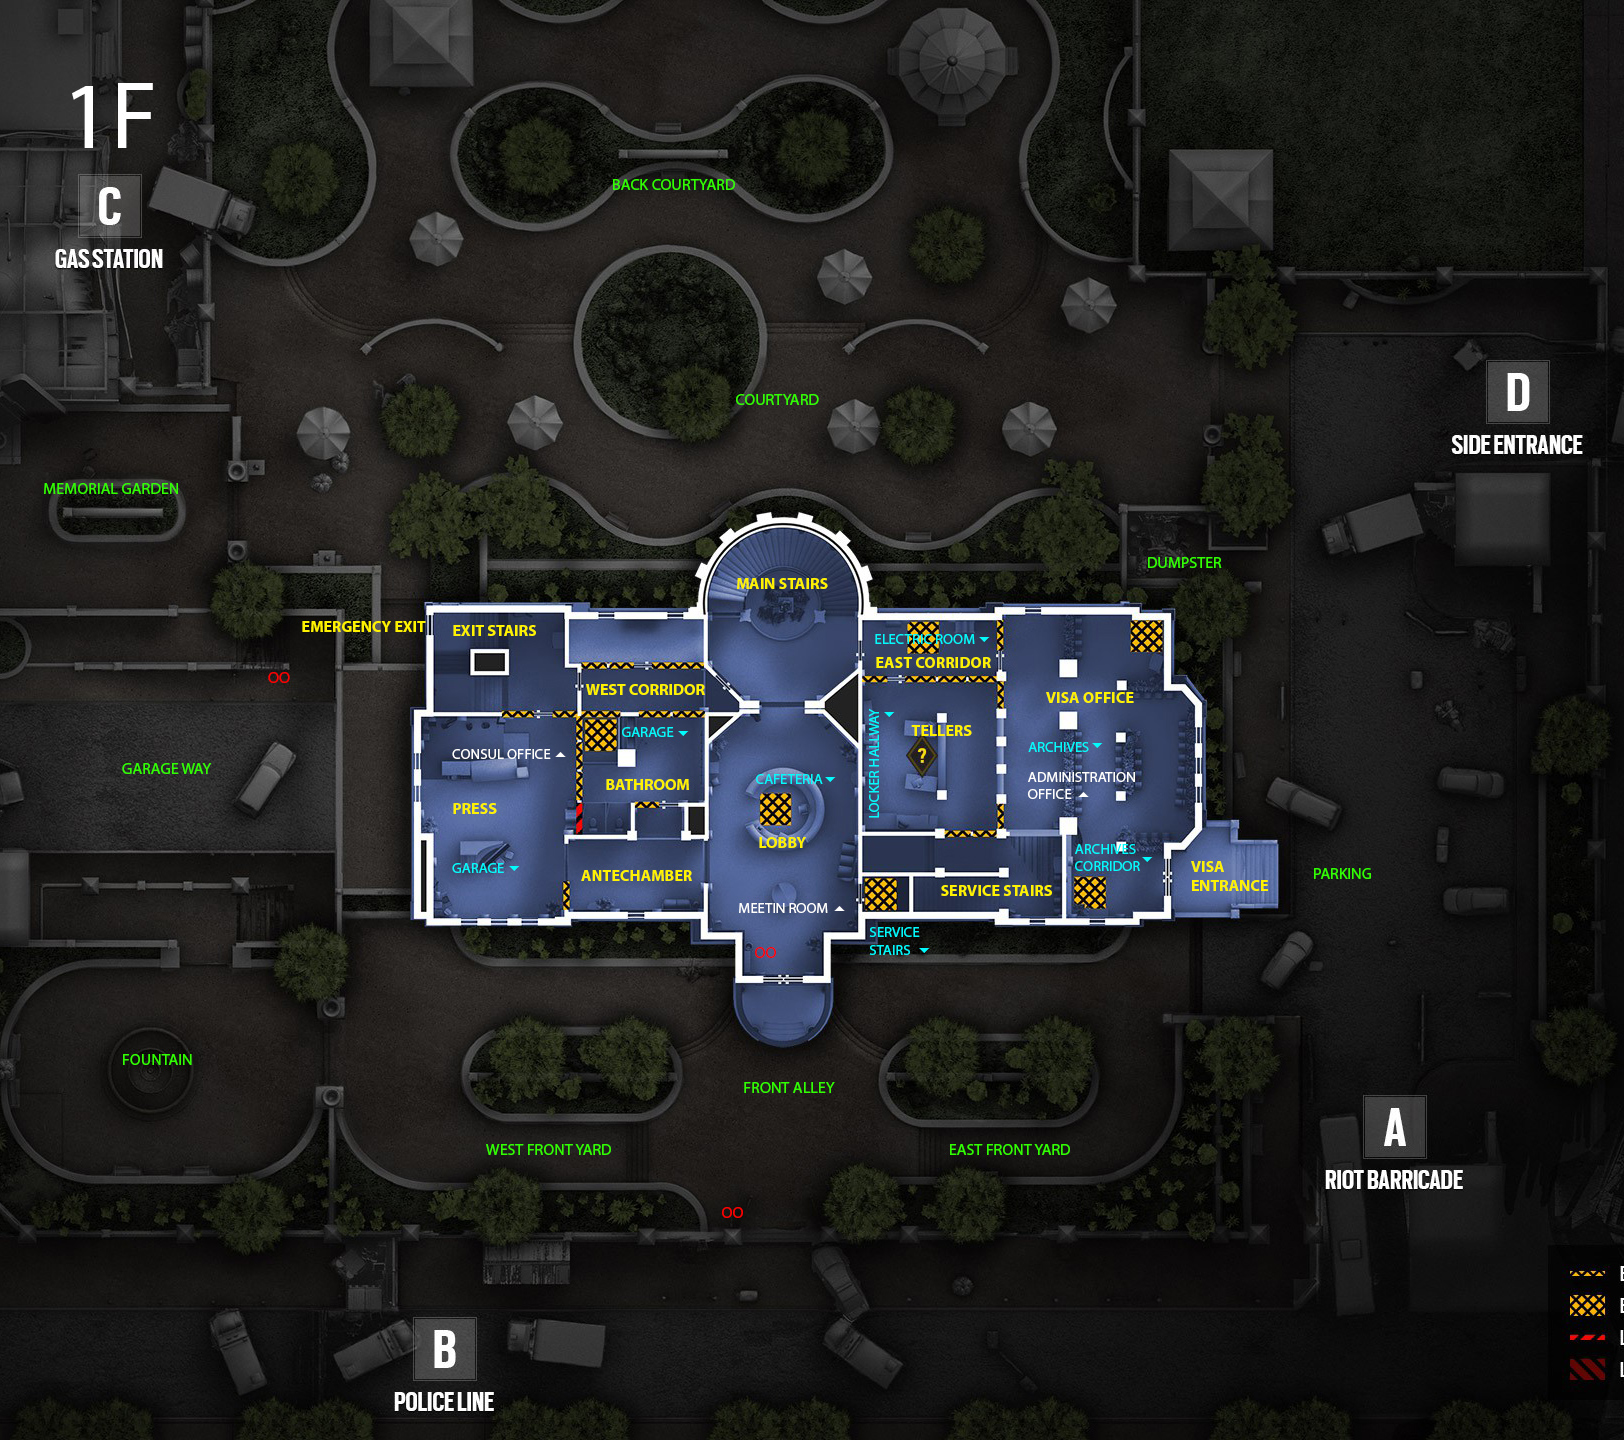 1F
C
GAS STATION
BACK COURTYARD
D
SIDE ENTRANCE
COURTYARD
MEMORIAL GARDEN
DUMPSTER
MAIN STAIRS
EMERGENCY EXIT
EXIT STAIRS
ELECTRIC ROOM
EAST CORRIDOR
OO
WEST CORRIDOR
VISA OFFICE
GARAGE
TELLERS
LOCKER HALLWAY
?
CONSUL OFFICE
ARCHIVES
GARAGE WAY
BATHROOM
CAFETERIA
ADMINISTRATION
OFFICE
PRESS
LOBBY
ARCHIVES
CORRIDOR
GARAGE
ANTECHAMBER
VISA
ENTRANCE
PARKING
SERVICE STAIRS
MEETIN ROOM
SERVICE
STAIRS
OO
FOUNTAIN
FRONT ALLEY
A
RIOT BARRICADE
WEST FRONT YARD
EAST FRONT YARD
OO
B
POLICE LINE